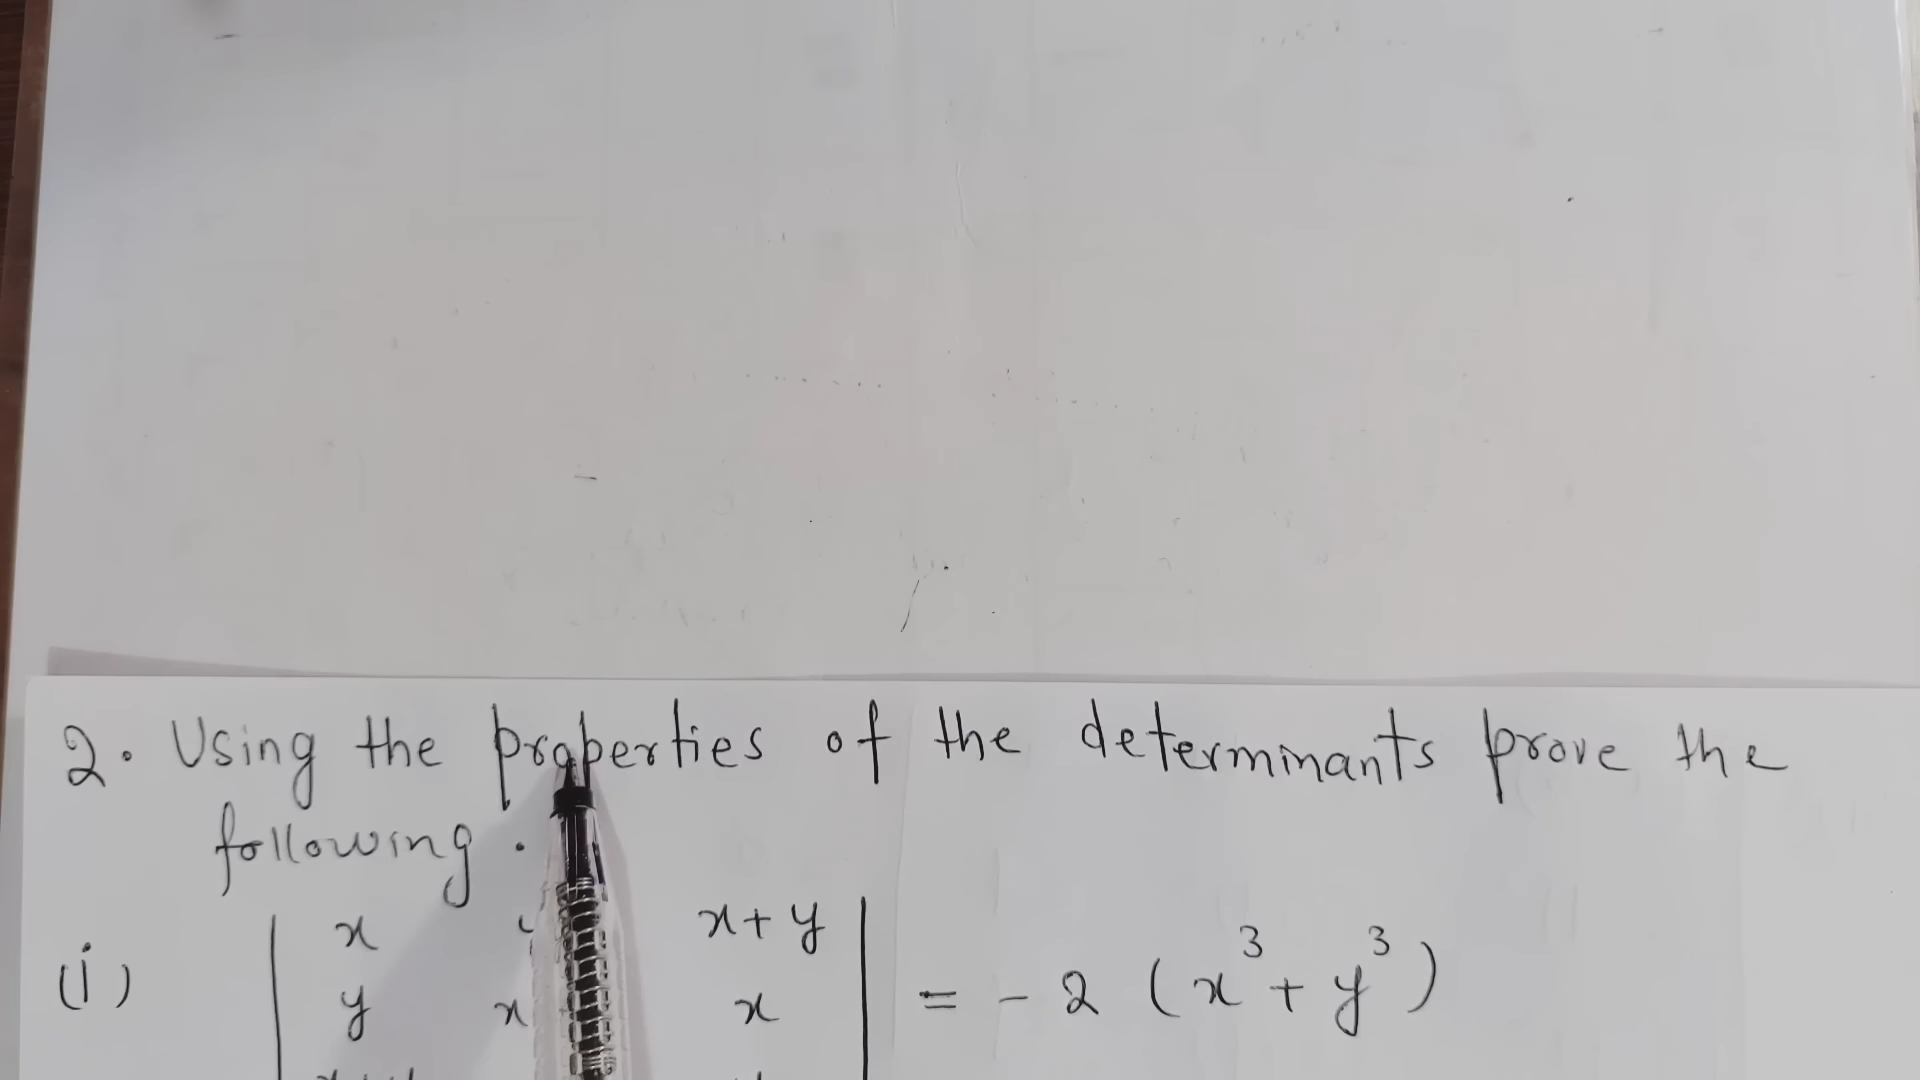 2. Using the properties of the determinants prove the
following.
(i) | x x+y |
y x x = -2 (x³ + y³)